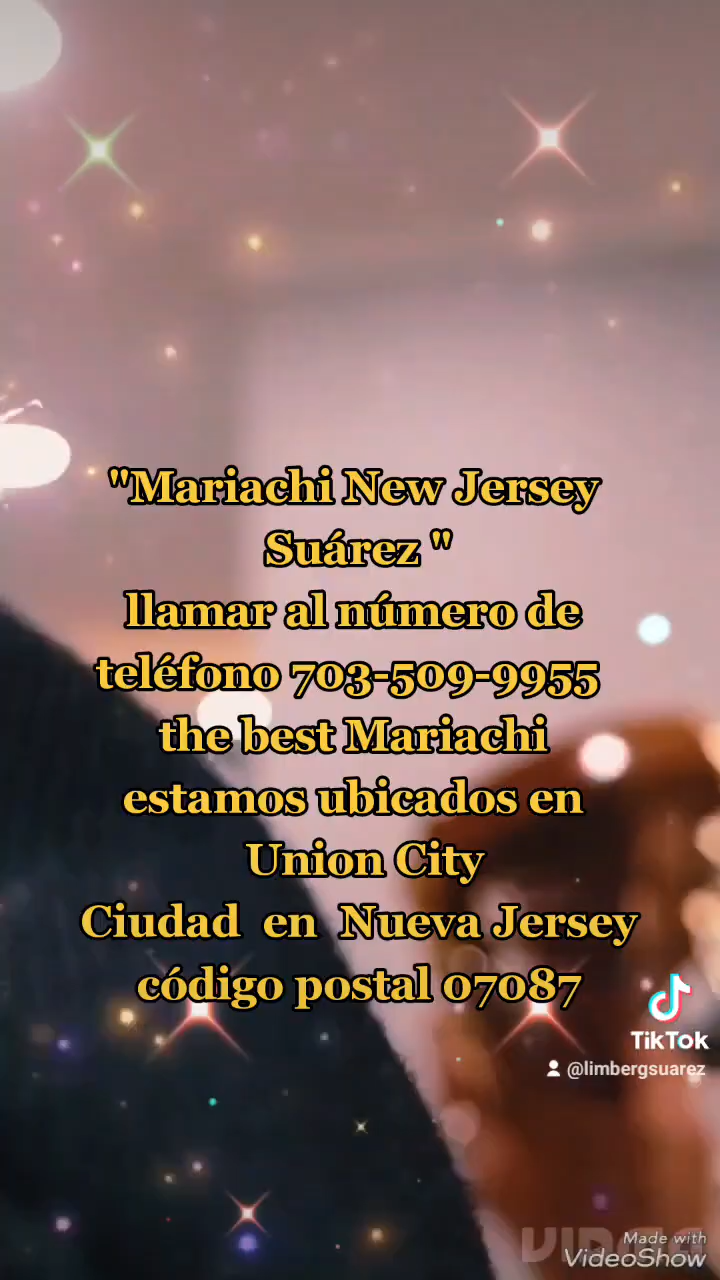 "Mariachi New Jersey
Suárez "
llamar al número de
teléfono 703-509-9955
the best Mariachi
estamos ubicados en
Union City
Ciudad en Nueva Jersey
código postal 07087
TikTok
@limbergsuarez
Made with
VideoShow